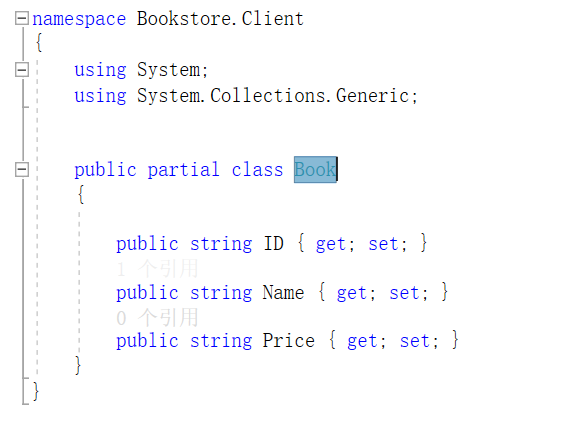 namespace Bookstore.Client
{
using System;
using System.Collections.Generic;
public partial class Book
{
public string ID { get; set; }
1 个引用
public string Name { get; set; }
0 个引用
public string Price { get; set; }
}
}